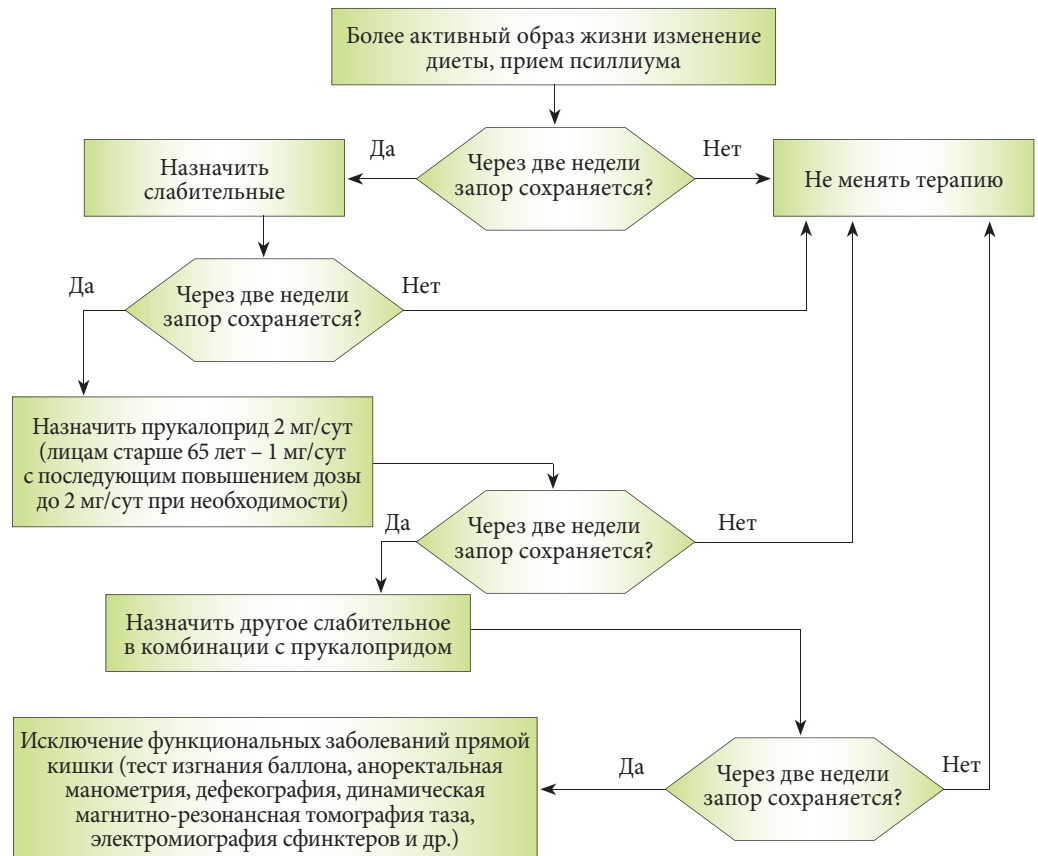 Более активный образ жизни изменение
диеты, прием псиллиума
Да
Через две недели
запор сохраняется?
Нет
Назначить
слабительные
Не менять терапию
Да
Через две недели
запор сохраняется?
Нет
Назначить прукалоприд 2 мг/сут
(лицам старше 65 лет – 1 мг/сут
с последующим повышением дозы
до 2 мг/сут при необходимости)
Да
Через две недели
запор сохраняется?
Нет
Назначить другое слабительное
в комбинации с прукалопридом
Исключение функциональных заболеваний прямой
кишки (тест изгнания баллона, аноректальная
манометрия, дефекография, динамическая
магнитно-резонансная томография таза,
электромиография сфинктеров и др.)
Да
Через две недели
запор сохраняется?
Нет